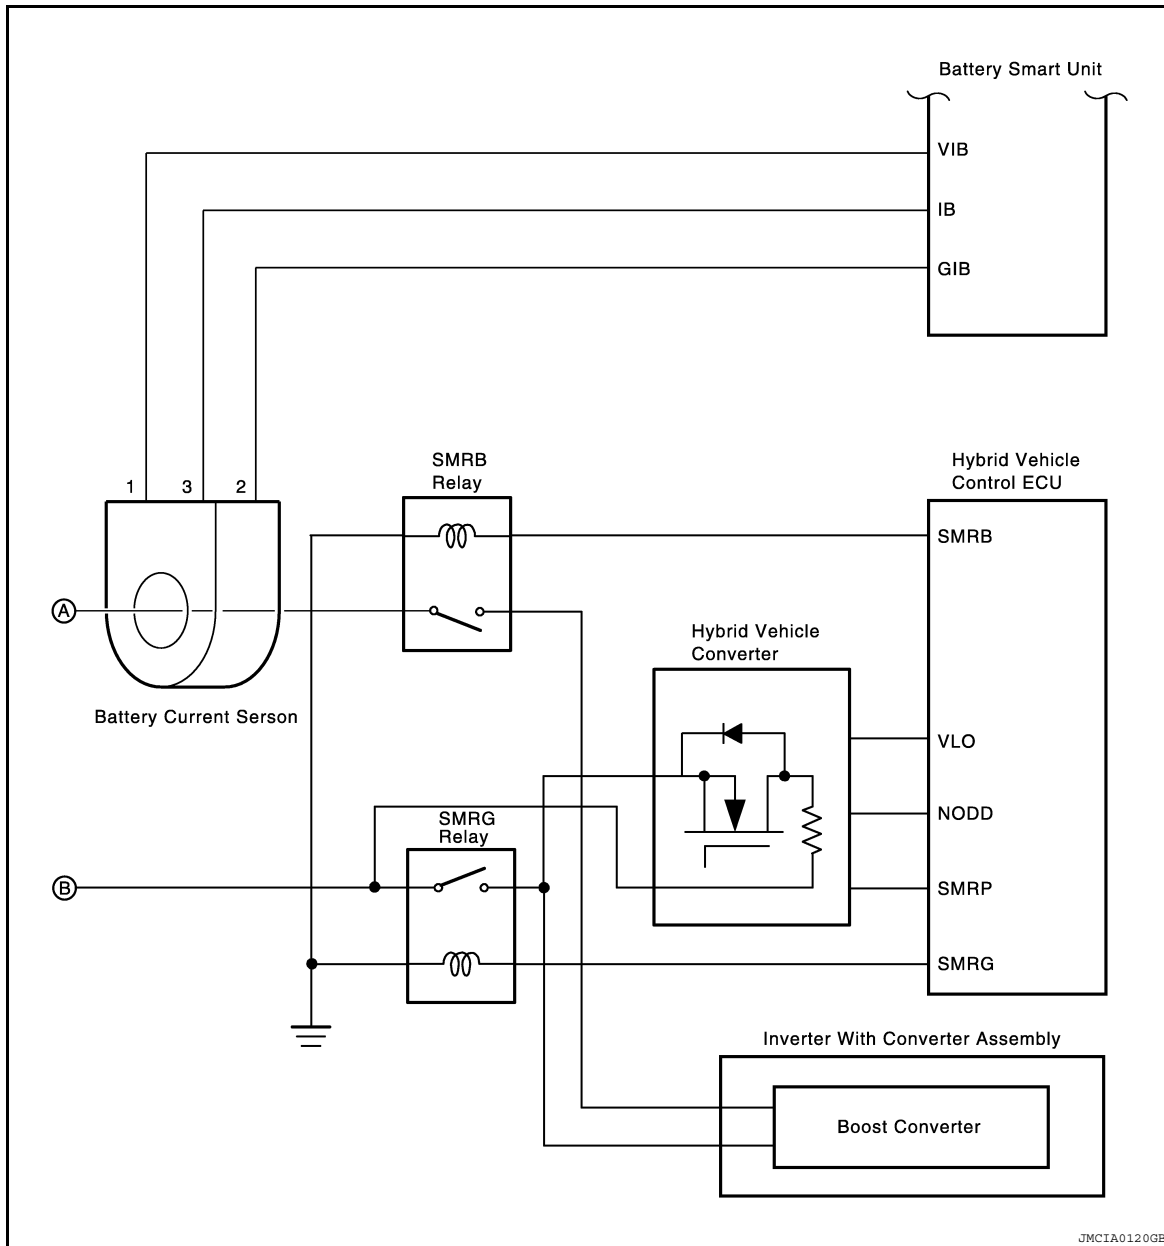 Battery Smart Unit
VIB
IB
GIB
1
3
2
SMRB
Relay
Hybrid Vehicle
Control ECU
SMRB
A
Hybrid Vehicle
Converter
Battery Current Serson
VLO
NODD
SMRG
Relay
B
SMRP
SMRG
Inverter With Converter Assembly
Boost Converter
JMCIA0120GB